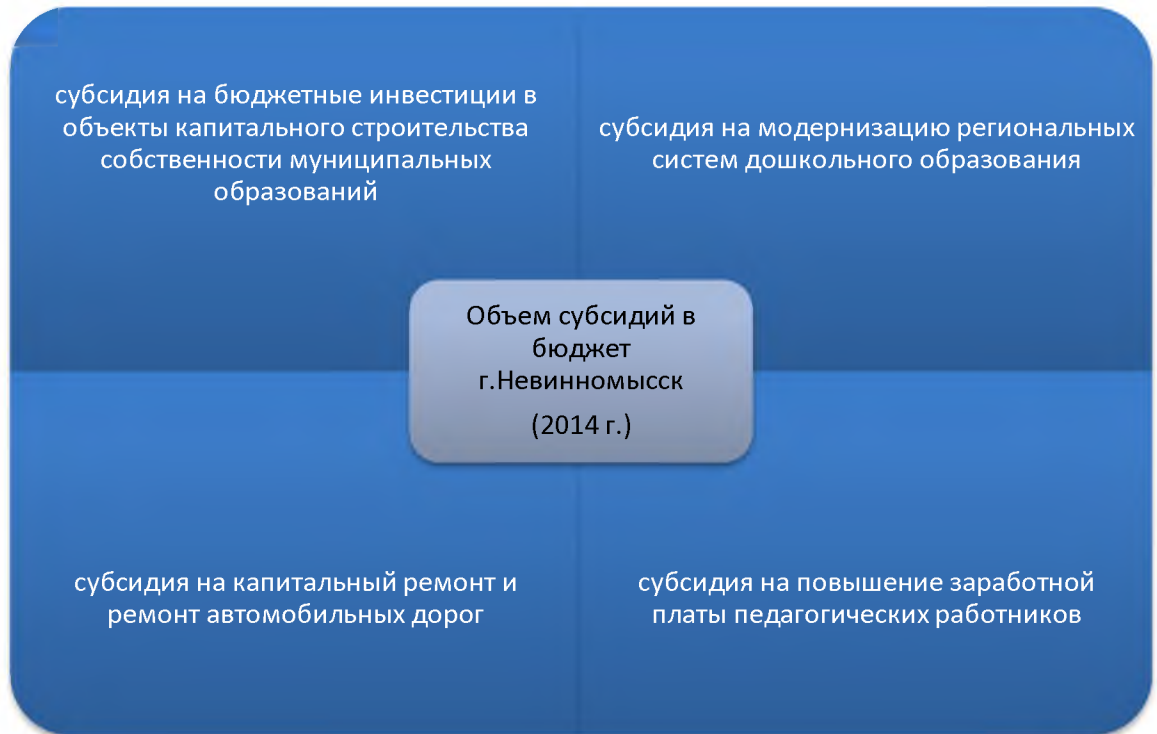 субсидия на бюджетные инвестиции в
объекты капитального строительства
собственности муниципальных
образований
субсидия на модернизацию региональных
систем дошкольного образования
Объем субсидий в
бюджет
г.Невинномысск
(2014 г.)
субсидия на капитальный ремонт и
ремонт автомобильных дорог
субсидия на повышение заработной
платы педагогических работников